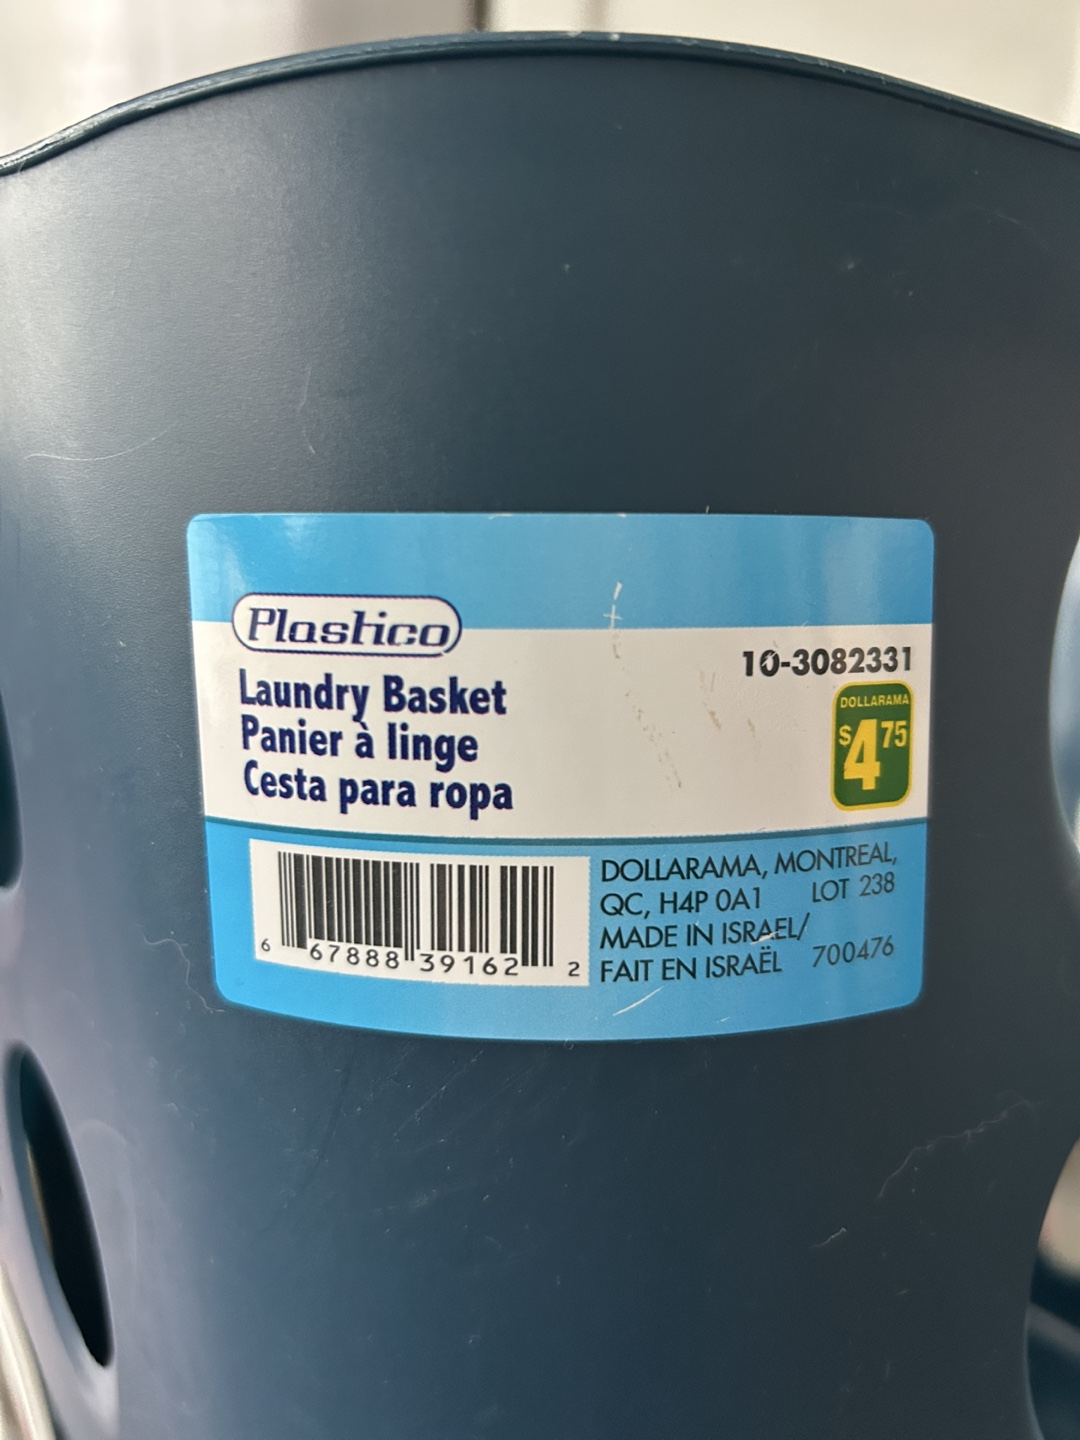 Plastico
Laundry Basket
Panier à linge
Cesta para ropa
10-3082331
DOLLARAMA
$4 75
6 67888 39162 2
DOLLARAMA, MONTREAL,
QC, H4P 0A1 LOT 238
MADE IN ISRAEL/
FAIT EN ISRAËL 700476